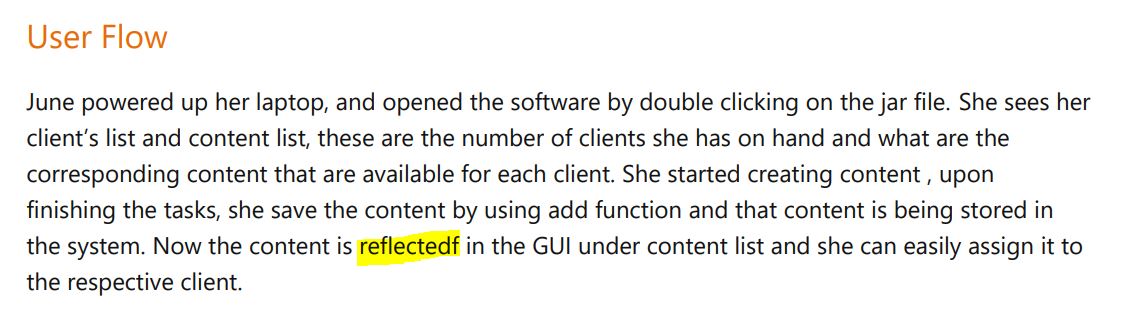 User Flow
June powered up her laptop, and opened the software by double clicking on the jar file. She sees her
client’s list and content list, these are the number of clients she has on hand and what are the
corresponding content that are available for each client. She started creating content , upon
finishing the tasks, she save the content by using add function and that content is being stored in
the system. Now the content is reflectedf in the GUI under content list and she can easily assign it to
the respective client.